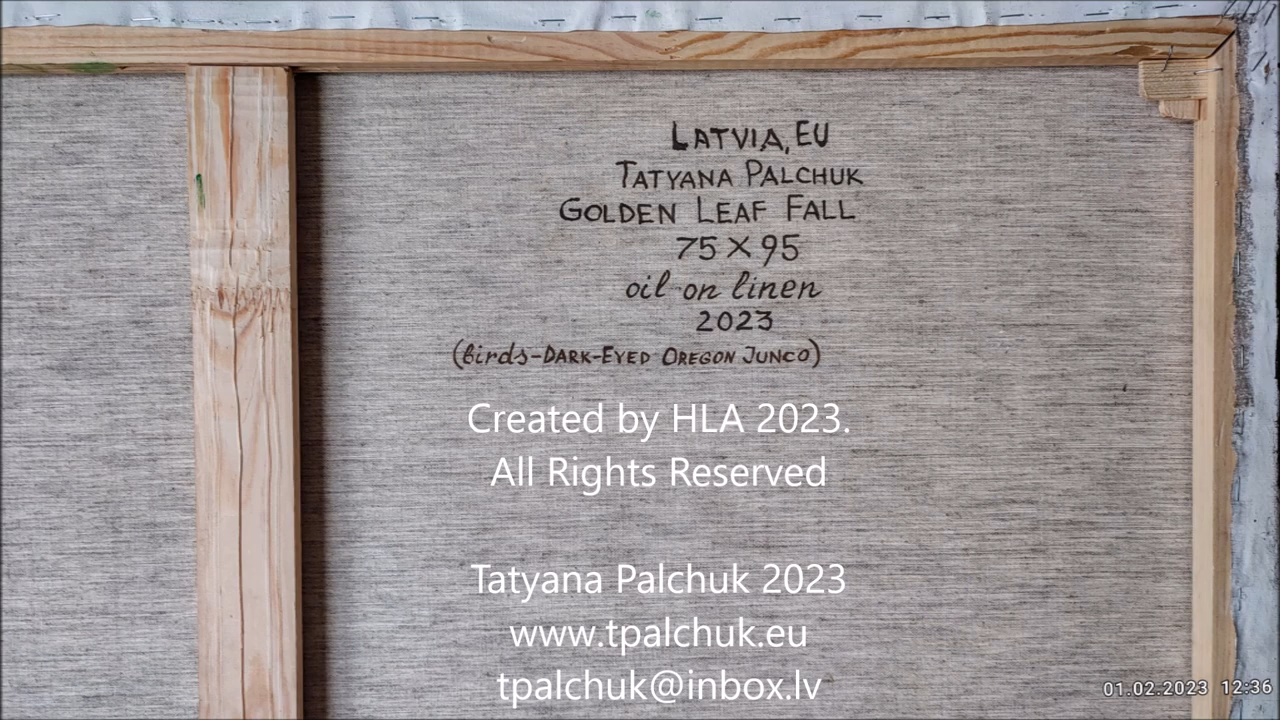 LATVIA, EU
TATYANA PALCHUK
GOLDEN LEAF FALL
75 X 95
oil on linen
2023
(birds-DARK-EYED OREGON JUNCO)
Created by HLA 2023.
All Rights Reserved
Tatyana Palchuk 2023
www.tpalchuk.eu
tpalchuk@inbox.lv
01.02.2023 12:36